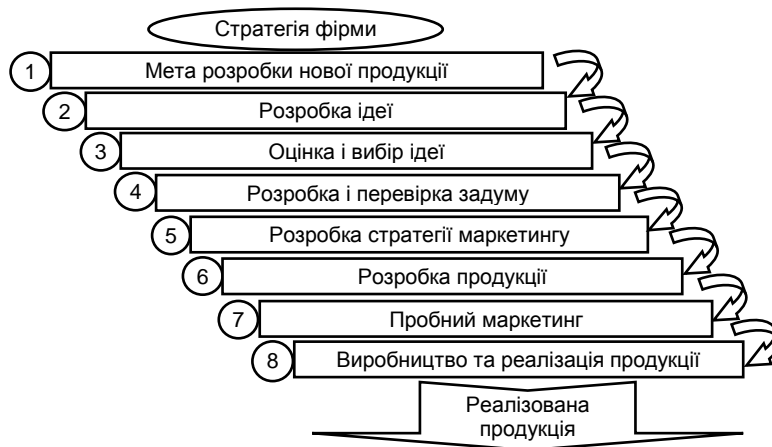 Стратегія фірми
1 Мета розробки нової продукції
2 Розробка ідеї
3 Оцінка і вибір ідеї
4 Розробка і перевірка задуму
5 Розробка стратегії маркетингу
6 Розробка продукції
7 Пробний маркетинг
8 Виробництво та реалізація продукції
Реалізована
продукція